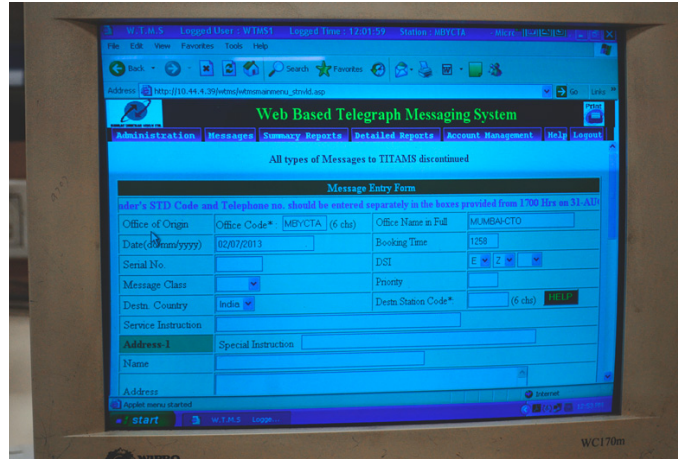 W.T.M.S Logged User : WTMS1 Logged Time : 12:01:59 Station : MBYCTA - Micr
File Edit View Favorites Tools Help
Back Search Favorites
Address http://10.44.4.39/wtms/wtmsmainmenu_strwld.asp Go Links
Web Based Telegraph Messaging System
Print
Administration Messages Summary Reports Detailed Reports Account Management Help Logout
All types of Messages to TITAMS discontinued
Message Entry Form
nder's STD Code and Telephone no. should be entered separately in the boxes provided from 1700 Hrs on 31-AU
Office of Origin Office Code* : MBYCTA (6 chr) Office Name in Full MUMBAI-CTO
Date(dd/mm/yyyy) 02/07/2013 Booking Time 1258
Serial No. DSI E Z
Message Class Priority
Destn. Country India Destn.Station Code* (6 chr) HELP
Service Instruction
Address-1 Special Instruction
Name
Address
Applet menu started Internet
start W.T.M.S Logge...
WIPRO WC170m